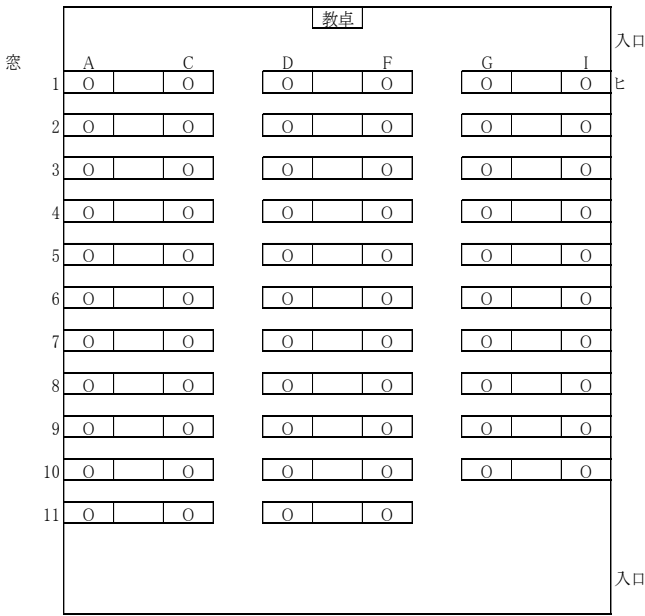 教卓
入口
窓
A C D F G I
1 O O O O O O ヒ
2 O O O O O O
3 O O O O O O
4 O O O O O O
5 O O O O O O
6 O O O O O O
7 O O O O O O
8 O O O O O O
9 O O O O O O
10 O O O O O O
11 O O O O
入口